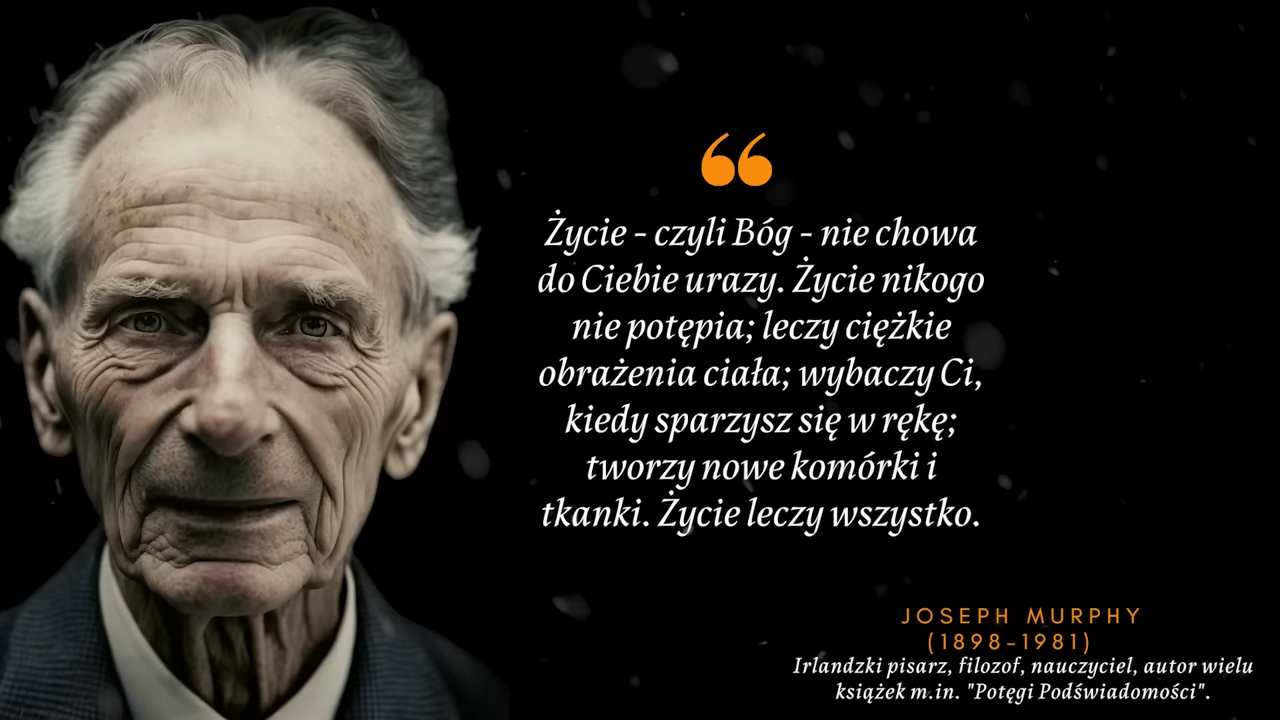 Życie - czyli Bóg - nie chowa
do Ciebie urazy. Życie nikogo
nie potępia; leczy ciężkie
obrażenia ciała; wybaczy Ci,
kiedy sparzysz się w rękę;
tworzy nowe komórki i
tkanki. Życie leczy wszystko.
JOSEPH MURPHY
(1898-1981)
Irlandzki pisarz, filozof, nauczyciel, autor wielu
książek m.in. "Potęgi Podświadomości".